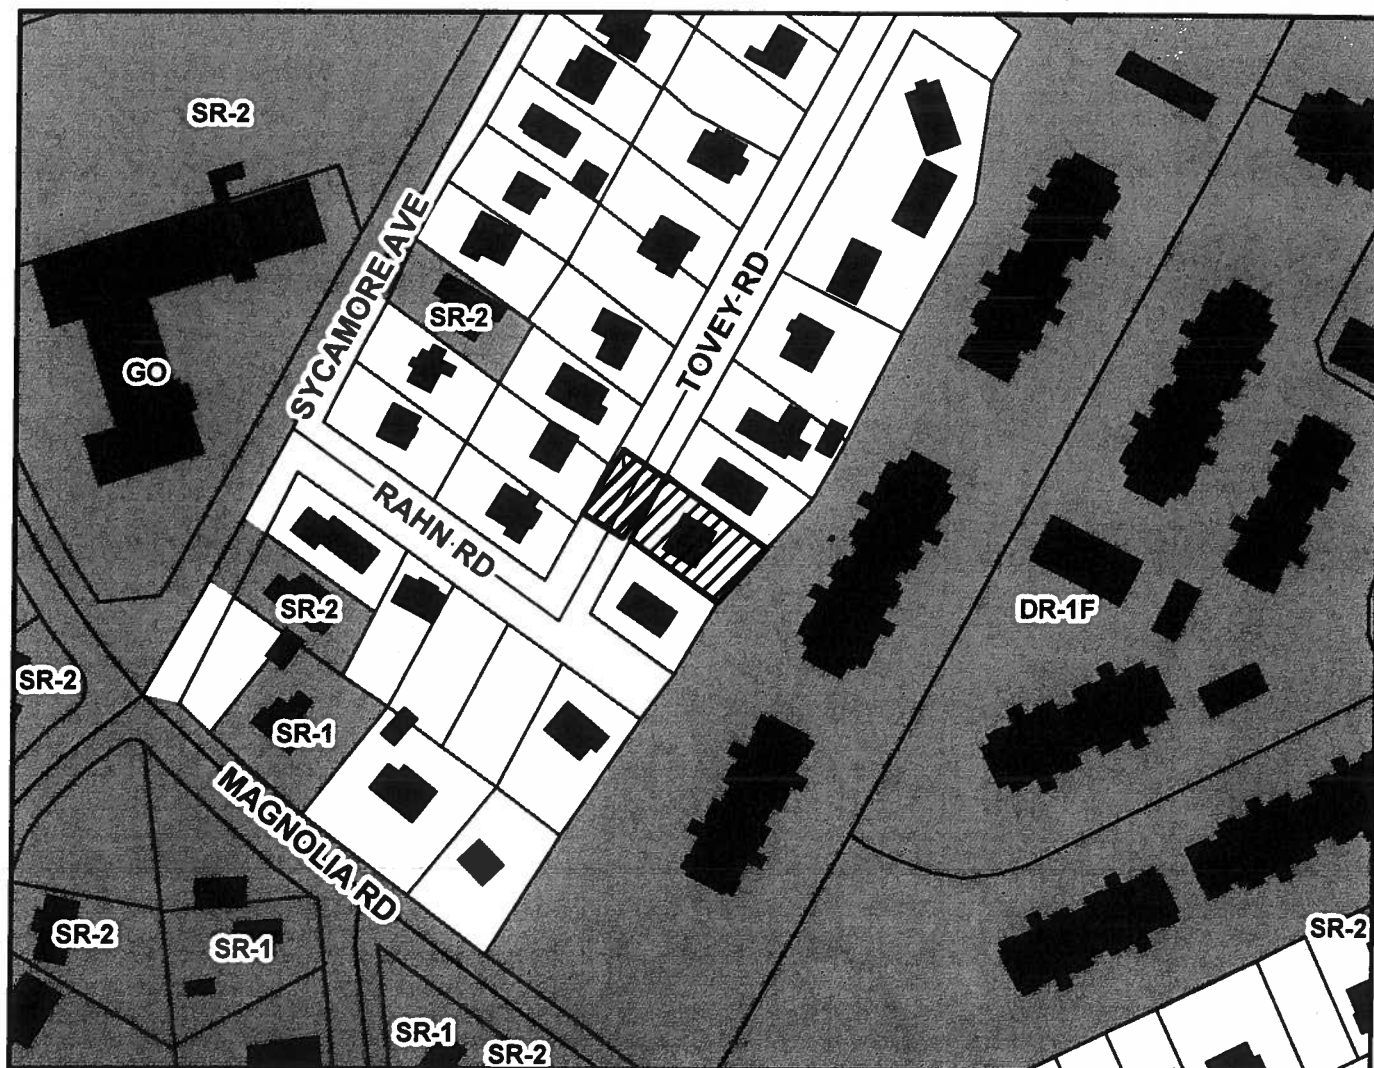 SR-2
SYCAMORE AVE
TOVEY RD
SR-2
GO
RAHN RD
SR-2
DR-1F
SR-2
SR-1
MAGNOLIA RD
SR-2
SR-1
SR-2
SR-1
SR-2